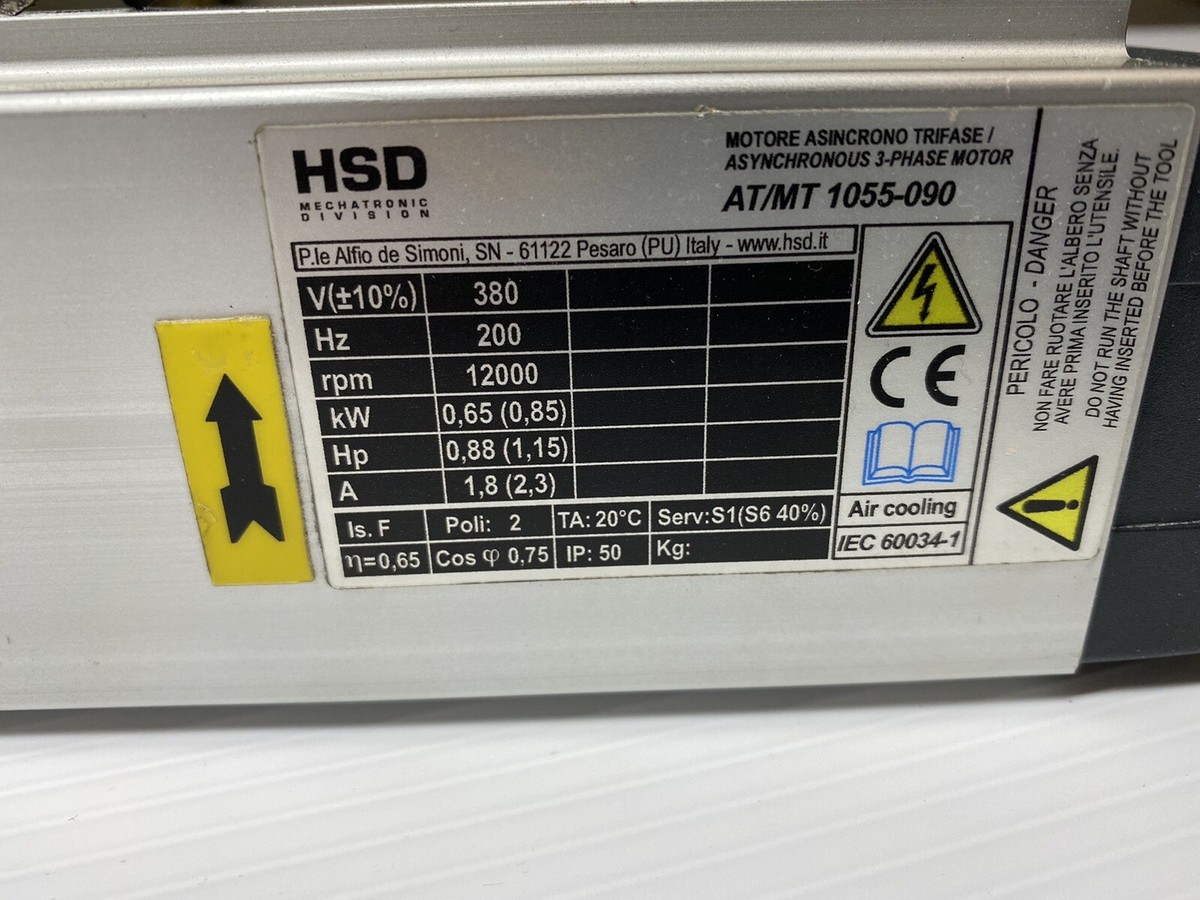 HSD
MECHATRONIC
DIVISION
MOTORE ASINCRONO TRIFASE /
ASYNCHRONOUS 3-PHASE MOTOR
AT/MT 1055-090
P.le Alfio de Simoni, SN - 61122 Pesaro (PU) Italy - www.hsd.it
V(±10%) 380
Hz 200
rpm 12000
kW 0,65 (0,85)
Hp 0,88 (1,15)
A 1,8 (2,3)
Is. F Poli: 2 TA: 20°C Serv:S1(S6 40%)
η=0,65 Cos φ 0,75 IP: 50 Kg:
CE
Air cooling
IEC 60034-1
PERICOLO - DANGER
NON FARE RUOTARE L'ALBERO SENZA
AVERE PRIMA INSERITO L'UTENSILE.
DO NOT RUN THE SHAFT WITHOUT
HAVING INSERTED BEFORE THE TOOL